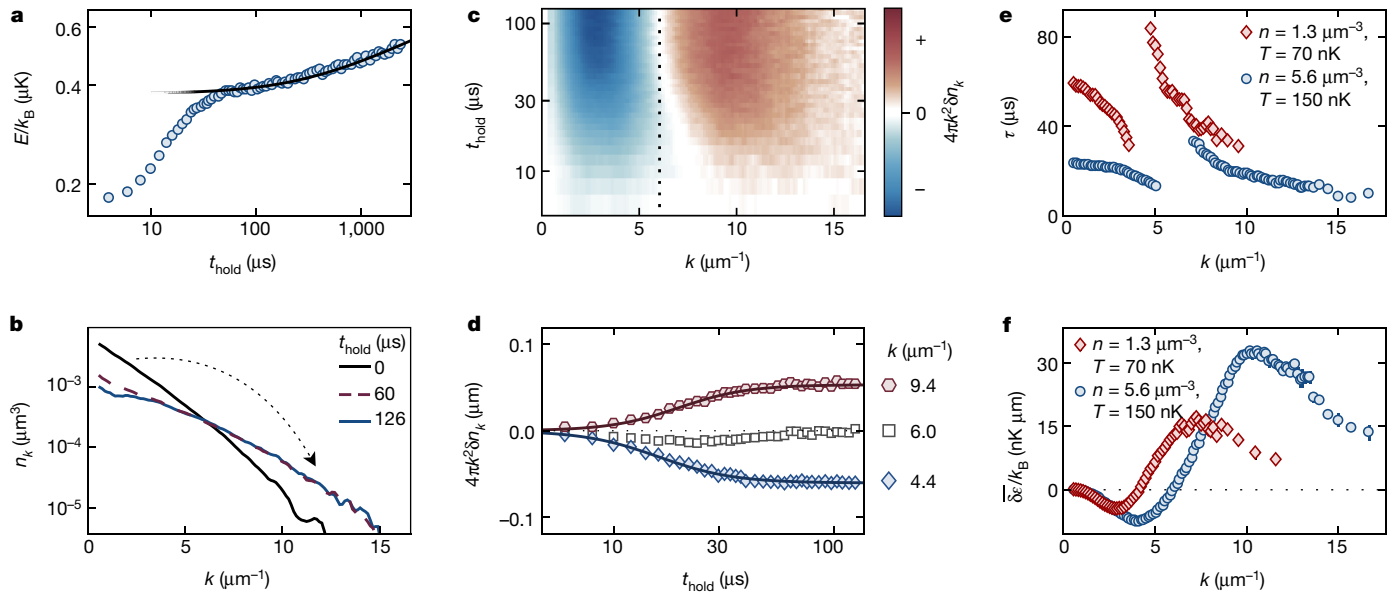 a
0.6
0.4
0.2
E/kB (μK)
10
100
1,000
thold (μs)
b
nk (μm³)
10⁻³
10⁻⁴
10⁻⁵
thold (μs)
0
60
126
0
5
10
15
k (μm⁻¹)
c
100
30
10
thold (μs)
0
5
10
15
k (μm⁻¹)
+
0
−
4πk²δnk
d
0.1
0.0
−0.1
4πk²δnk (μm)
k (μm⁻¹)
9.4
6.0
4.4
10
30
100
thold (μs)
e
80
40
0
τ (μs)
n = 1.3 μm⁻³,
T = 70 nK
n = 5.6 μm⁻³,
T = 150 nK
0
5
10
15
k (μm⁻¹)
f
30
15
0
δε/kB (nK μm)
n = 1.3 μm⁻³,
T = 70 nK
n = 5.6 μm⁻³,
T = 150 nK
0
5
10
15
k (μm⁻¹)